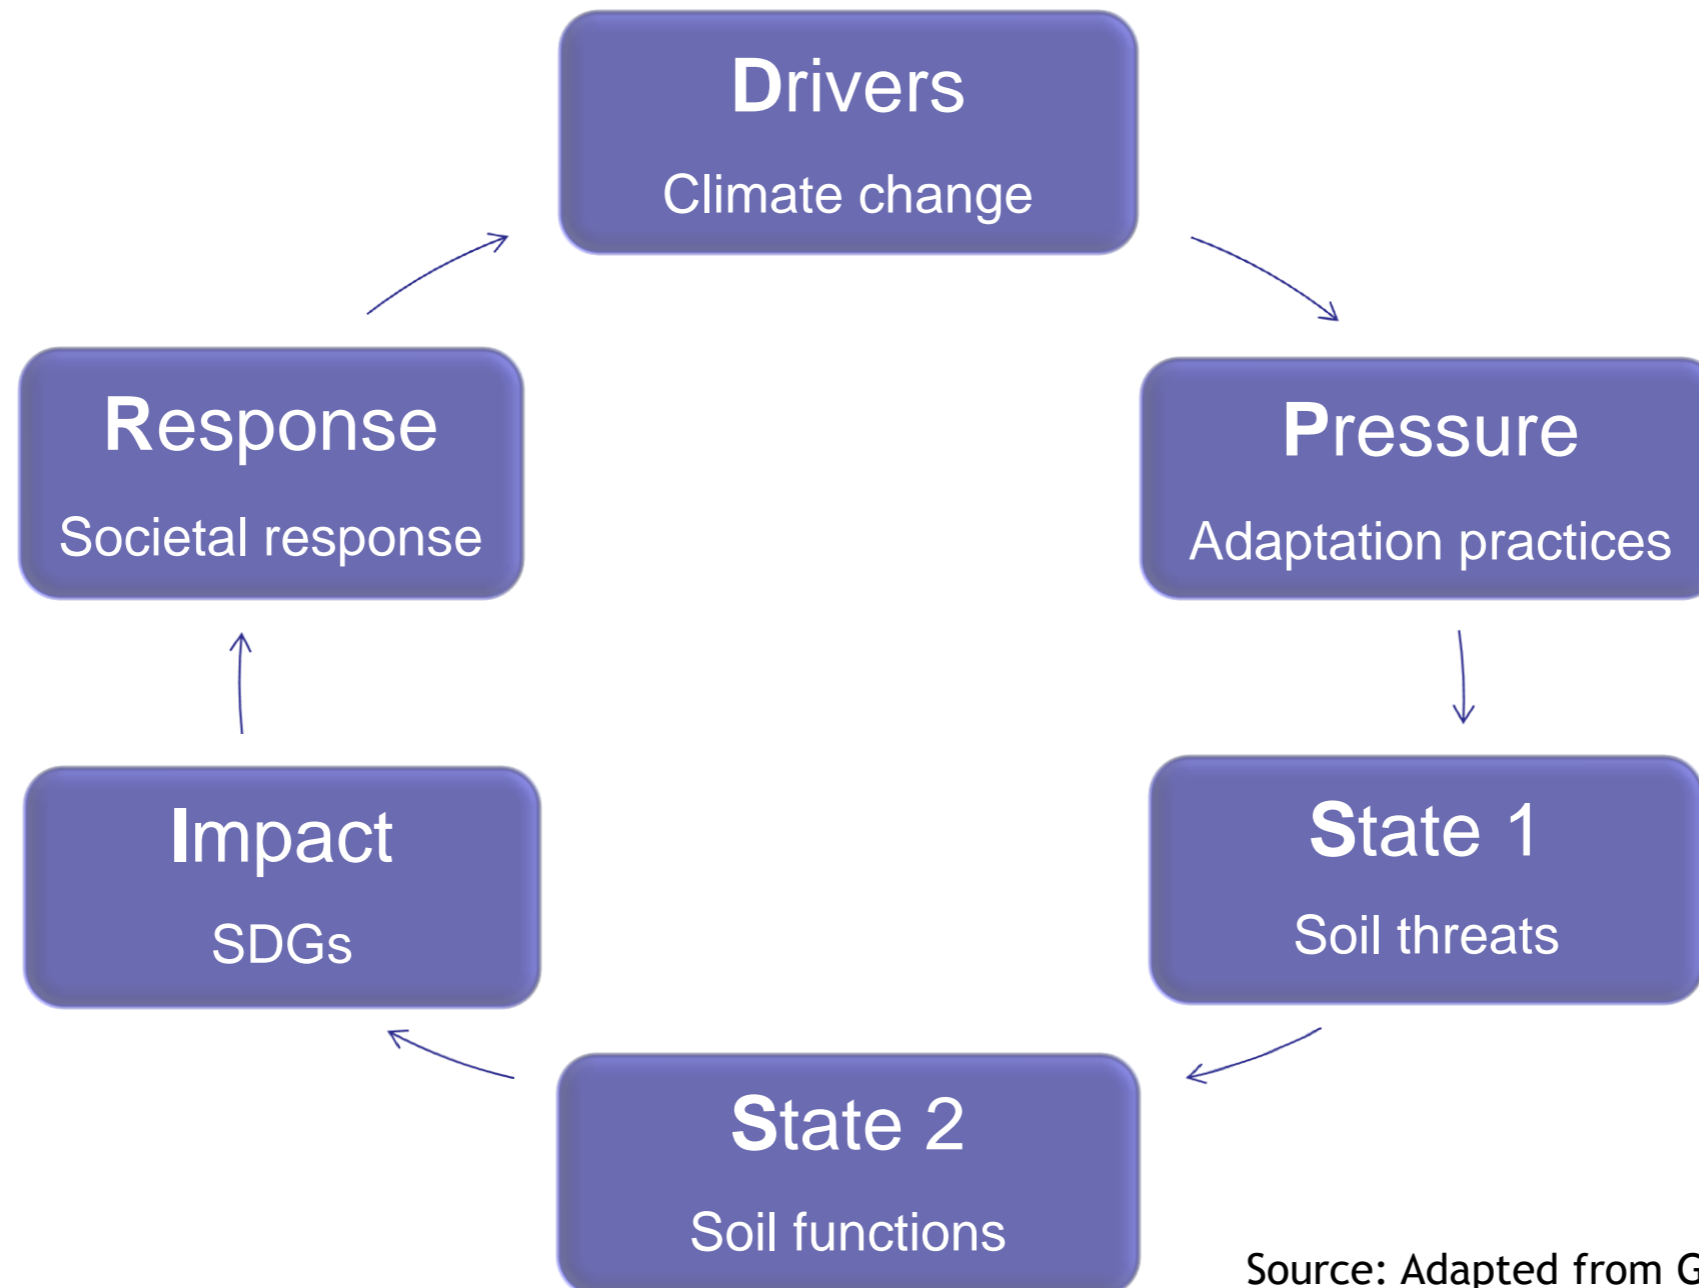 Drivers
Climate change
Pressure
Adaptation practices
State 1
Soil threats
State 2
Soil functions
Impact
SDGs
Response
Societal response
Source: Adapted from G